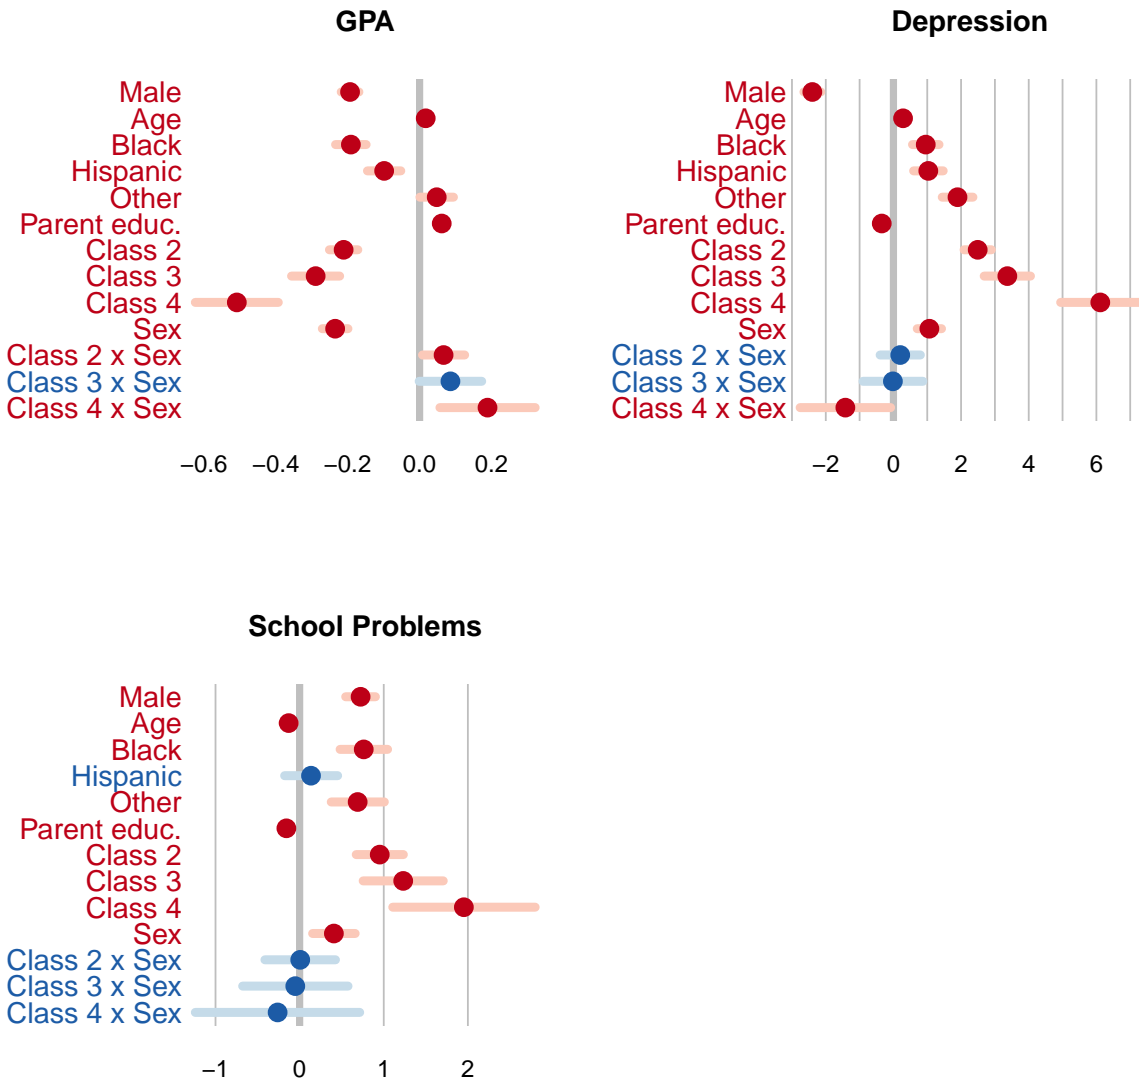 GPA
Male
Age
Black
Hispanic
Other
Parent educ.
Class 2
Class 3
Class 4
Sex
Class 2 x Sex
Class 3 x Sex
Class 4 x Sex
−0.6 −0.4 −0.2 0.0 0.2
Depression
Male
Age
Black
Hispanic
Other
Parent educ.
Class 2
Class 3
Class 4
Sex
Class 2 x Sex
Class 3 x Sex
Class 4 x Sex
−2 0 2 4 6
School Problems
Male
Age
Black
Hispanic
Other
Parent educ.
Class 2
Class 3
Class 4
Sex
Class 2 x Sex
Class 3 x Sex
Class 4 x Sex
−1 0 1 2